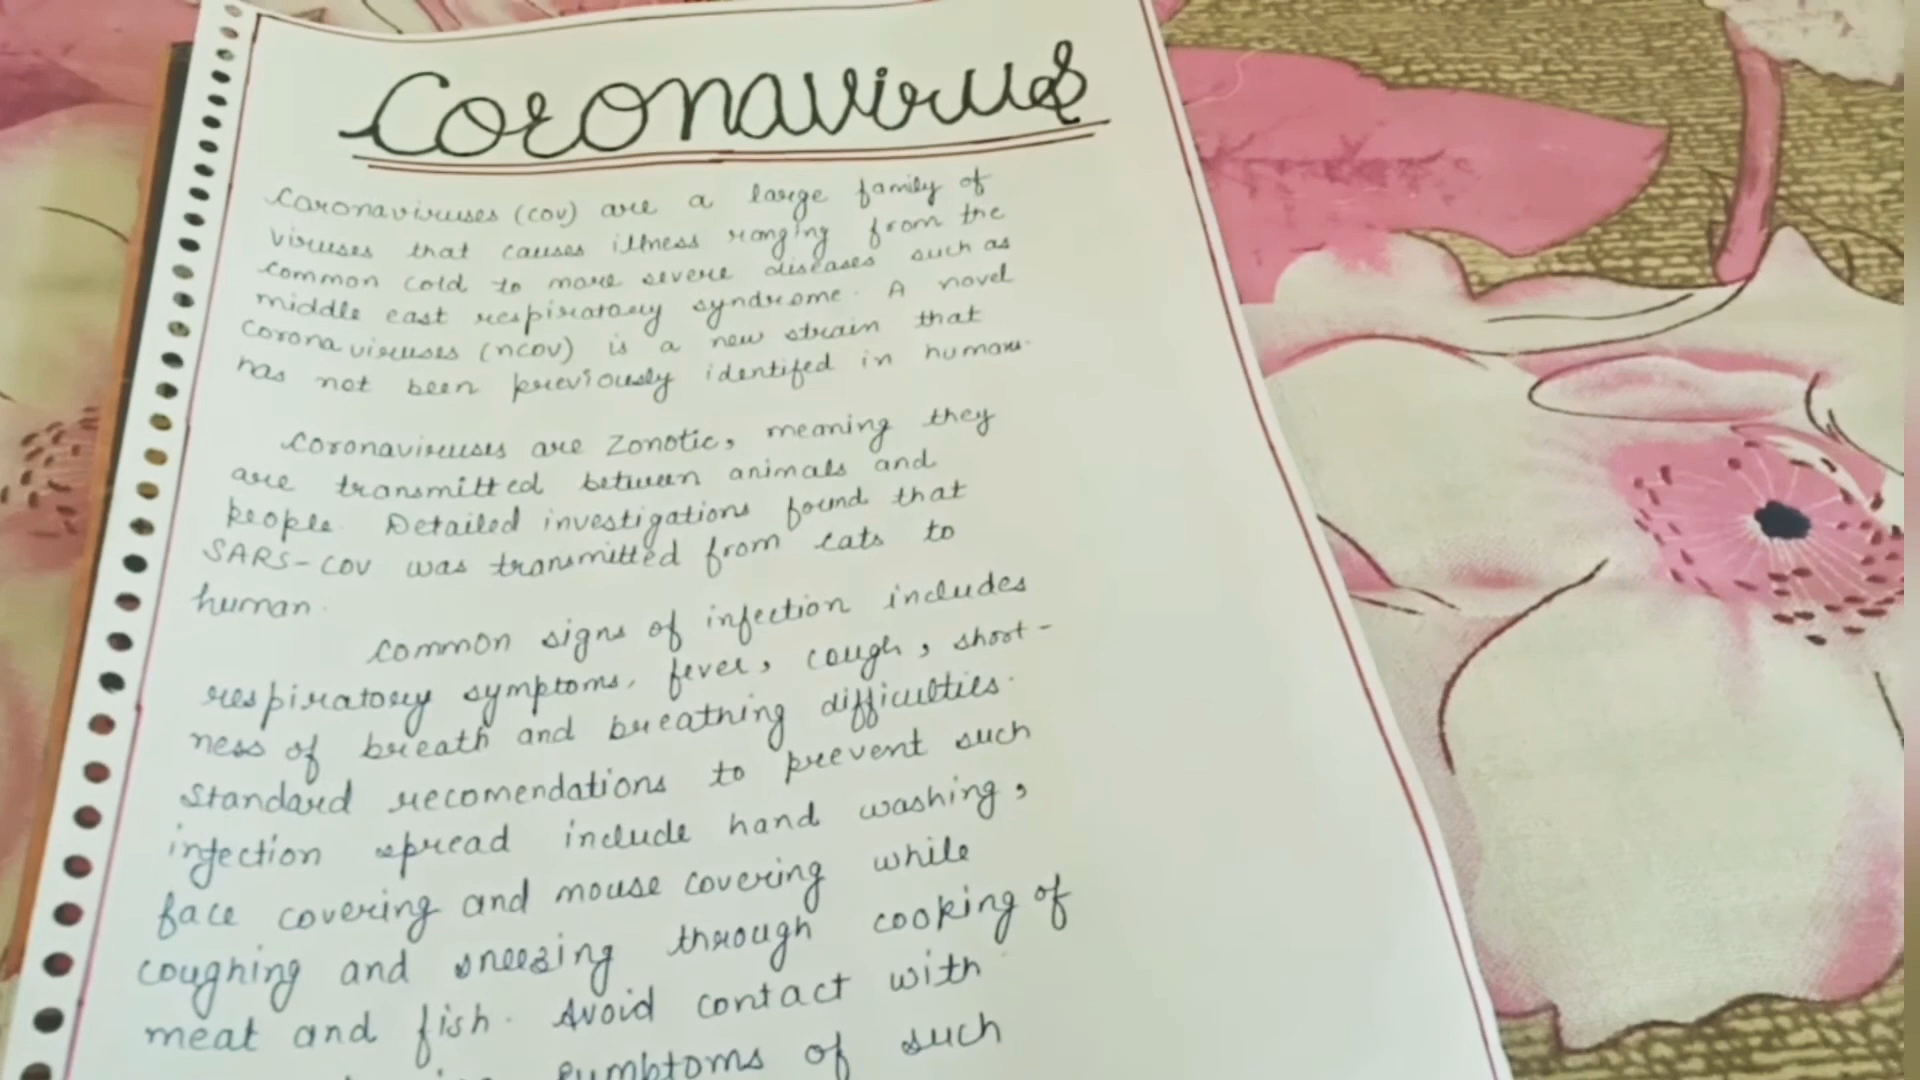 Coronavirus
Coronaviruses (COV) are a large family of
viruses that causes illness ranging from the
common cold to more severe diseases such as
middle east respiratory syndrome. A novel
Corona viruses (nCOV) is a new strain that
has not been previously identifed in humans.
Coronaviruses are Zonotic, meaning they
are transmitted between animals and
people. Detailed investigations found that
SARS-COV was transmitted from cats to
human.
Common signs of infection includes
respiratory symptoms, fever, cough, short-
ness of breath and breathing difficulties.
Standard recomendations to prevent such
infection spread include hand washing,
face covering and mouse covering while
coughing and sneezing through cooking of
meat and fish. Avoid contact with
symptoms of such